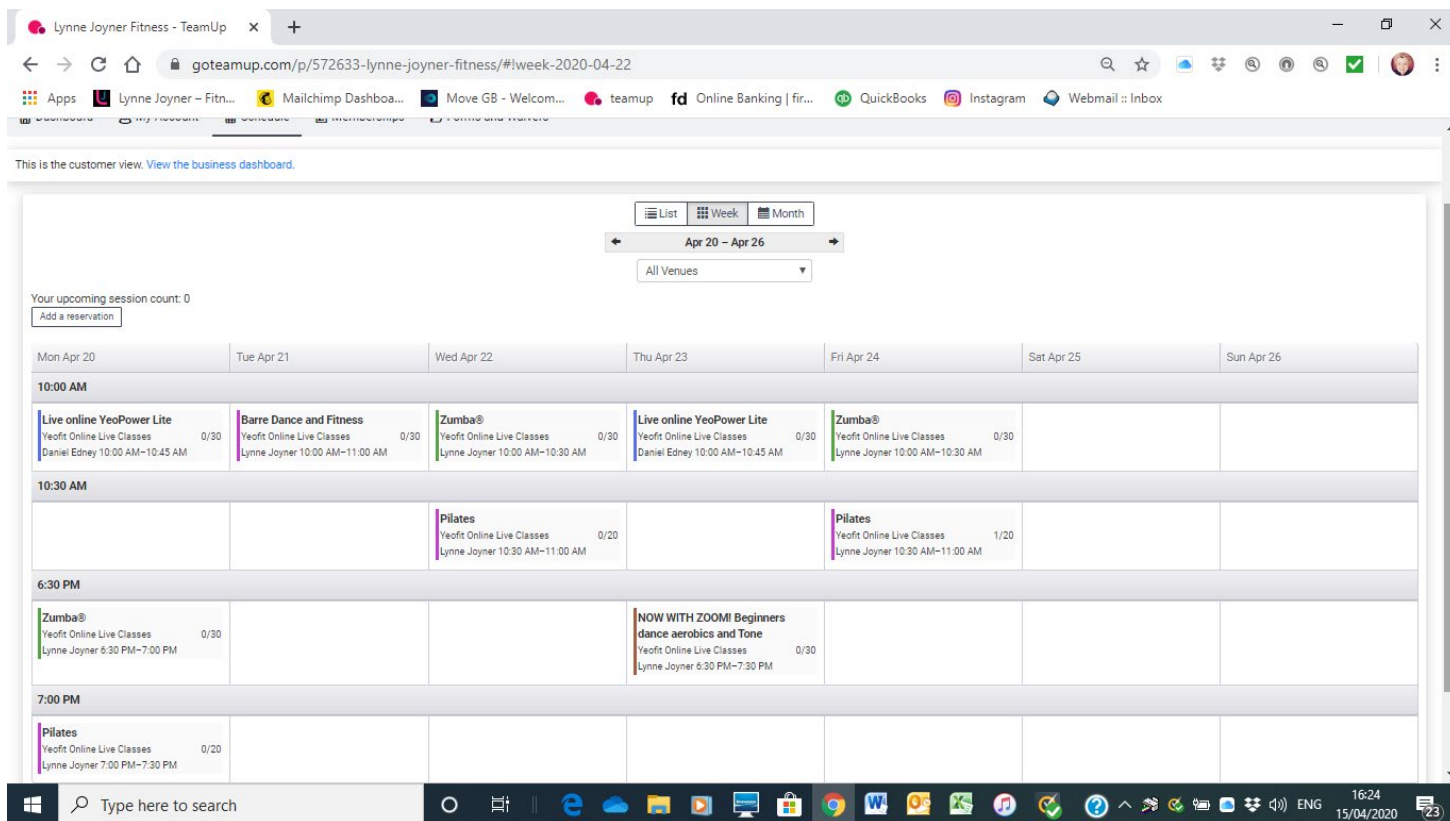 Lynne Joyner Fitness - TeamUp
goteamup.com/p/572633-lynne-joyner-fitness/#!week-2020-04-22
Apps Lynne Joyner – Fitn... Mailchimp Dashboa... Move GB - Welcom... teamup fd Online Banking | fir... QuickBooks Instagram Webmail :: Inbox
Dashboard My Account Schedule Memberships Forms and Waivers
This is the customer view. View the business dashboard.
List Week Month
Apr 20 – Apr 26
All Venues
Your upcoming session count: 0
Add a reservation
Mon Apr 20 Tue Apr 21 Wed Apr 22 Thu Apr 23 Fri Apr 24 Sat Apr 25 Sun Apr 26
10:00 AM
Live online YeoPower Lite
Yeofit Online Live Classes 0/30
Daniel Edney 10:00 AM–10:45 AM
Barre Dance and Fitness
Yeofit Online Live Classes 0/30
Lynne Joyner 10:00 AM–11:00 AM
Zumba®
Yeofit Online Live Classes 0/30
Lynne Joyner 10:00 AM–10:30 AM
Live online YeoPower Lite
Yeofit Online Live Classes 0/30
Daniel Edney 10:00 AM–10:45 AM
Zumba®
Yeofit Online Live Classes 0/30
Lynne Joyner 10:00 AM–10:30 AM
10:30 AM
Pilates
Yeofit Online Live Classes 0/20
Lynne Joyner 10:30 AM–11:00 AM
Pilates
Yeofit Online Live Classes 1/20
Lynne Joyner 10:30 AM–11:00 AM
6:30 PM
Zumba®
Yeofit Online Live Classes 0/30
Lynne Joyner 6:30 PM–7:00 PM
NOW WITH ZOOM! Beginners
dance aerobics and Tone
Yeofit Online Live Classes 0/30
Lynne Joyner 6:30 PM–7:30 PM
7:00 PM
Pilates
Yeofit Online Live Classes 0/20
Lynne Joyner 7:00 PM–7:30 PM
Type here to search
ENG
16:24
15/04/2020
23